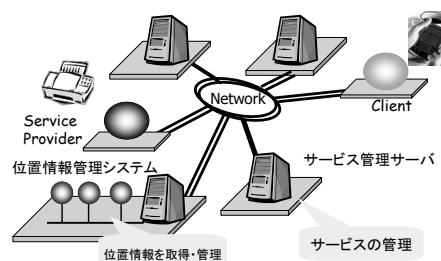 Network
Client
Service
Provider
位置情報管理システム
サービス管理サーバ
位置情報を取得・管理
サービスの管理